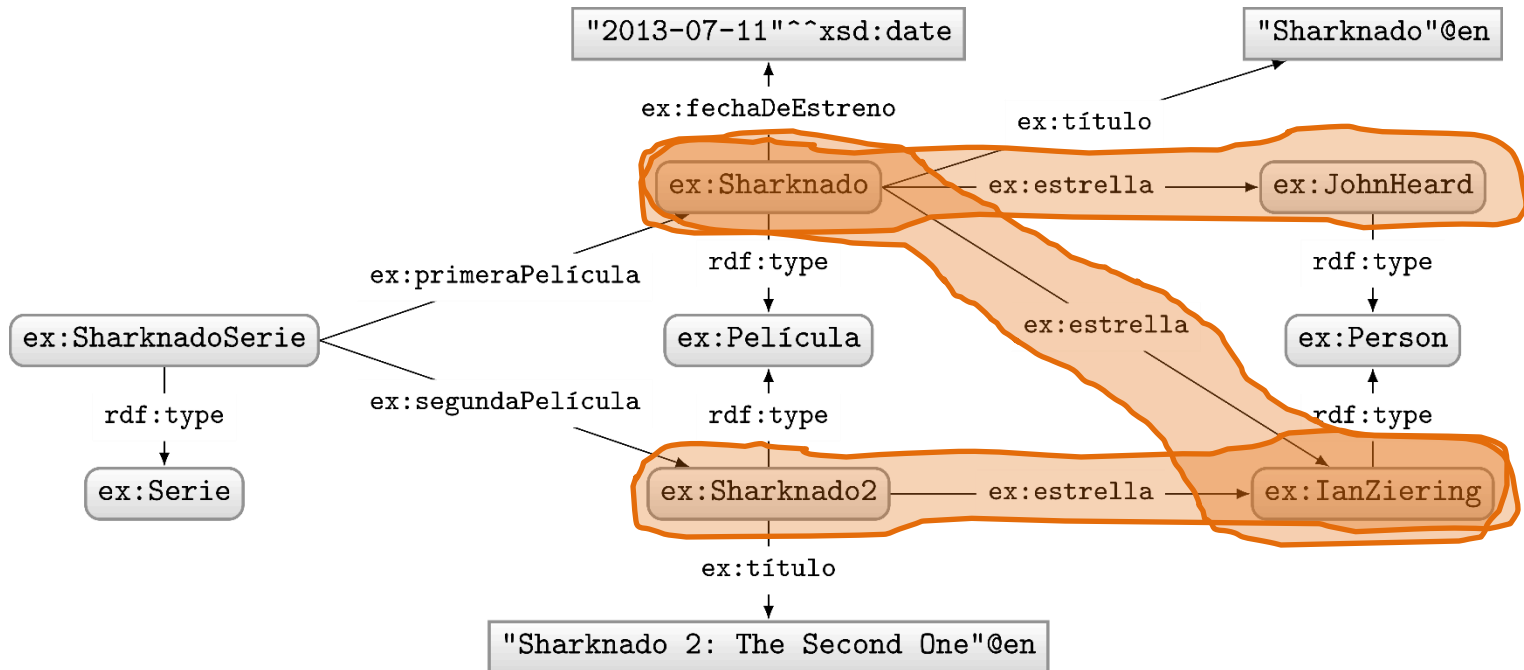 "2013-07-11"^^xsd:date
"Sharknado"@en
ex:fechaDeEstreno
ex:título
ex:Sharknado
ex:estrella
ex:JohnHeard
ex:primeraPelícula
rdf:type
rdf:type
ex:SharknadoSerie
ex:Película
ex:estrella
ex:Person
rdf:type
ex:segundaPelícula
rdf:type
rdf:type
ex:Serie
ex:Sharknado2
ex:estrella
ex:IanZiering
ex:título
"Sharknado 2: The Second One"@en